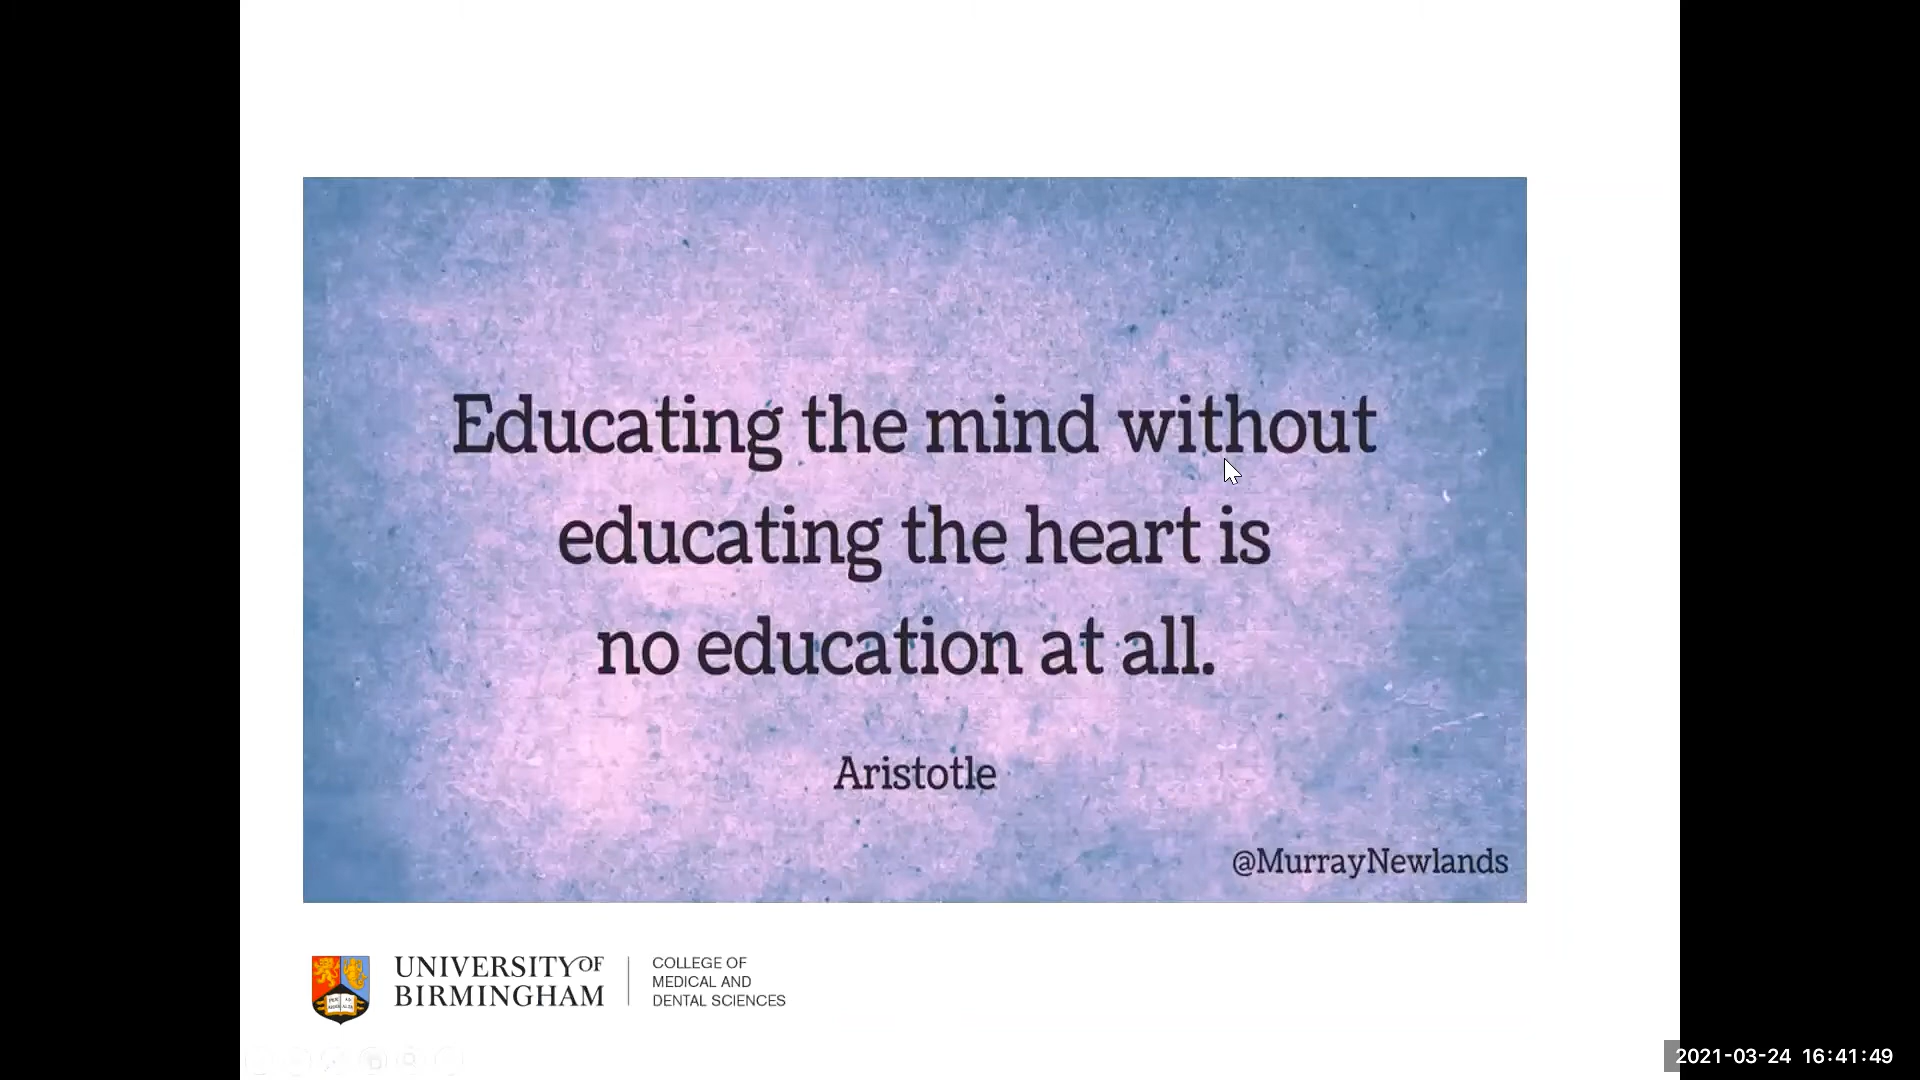 Educating the mind without
educating the heart is
no education at all.
Aristotle
@MurrayNewlands
UNIVERSITY OF
BIRMINGHAM
COLLEGE OF
MEDICAL AND
DENTAL SCIENCES
2021-03-24 16:41:49